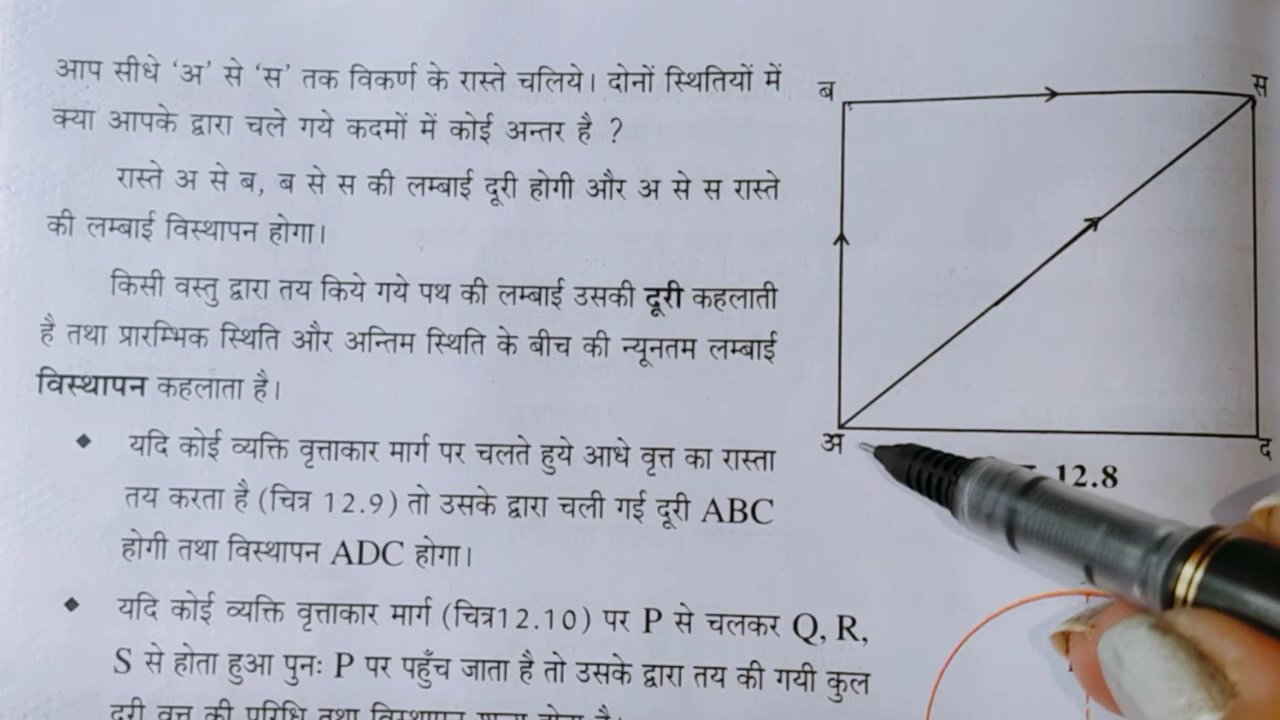 आप सीधे ‘अ’ से ‘स’ तक विकर्ण के रास्ते चलिये। दोनों स्थितियों में
क्या आपके द्वारा चले गये कदमों में कोई अन्तर है ?
रास्ते अ से ब, ब से स की लम्बाई दूरी होगी और अ से स रास्ते
की लम्बाई विस्थापन होगा।
किसी वस्तु द्वारा तय किये गये पथ की लम्बाई उसकी दूरी कहलाती
है तथा प्रारम्भिक स्थिति और अन्तिम स्थिति के बीच की न्यूनतम लम्बाई
विस्थापन कहलाता है।
◆ यदि कोई व्यक्ति वृत्ताकार मार्ग पर चलते हुये आधे वृत्त का रास्ता
तय करता है (चित्र 12.9) तो उसके द्वारा चली गई दूरी ABC
होगी तथा विस्थापन ADC होगा।
◆ यदि कोई व्यक्ति वृत्ताकार मार्ग (चित्र12.10) पर P से चलकर Q, R,
S से होता हुआ पुनः P पर पहुँच जाता है तो उसके द्वारा तय की गयी कुल
दूरी वृत्त की परिधि तथा विस्थापन
ब
स
अ
द
12.8